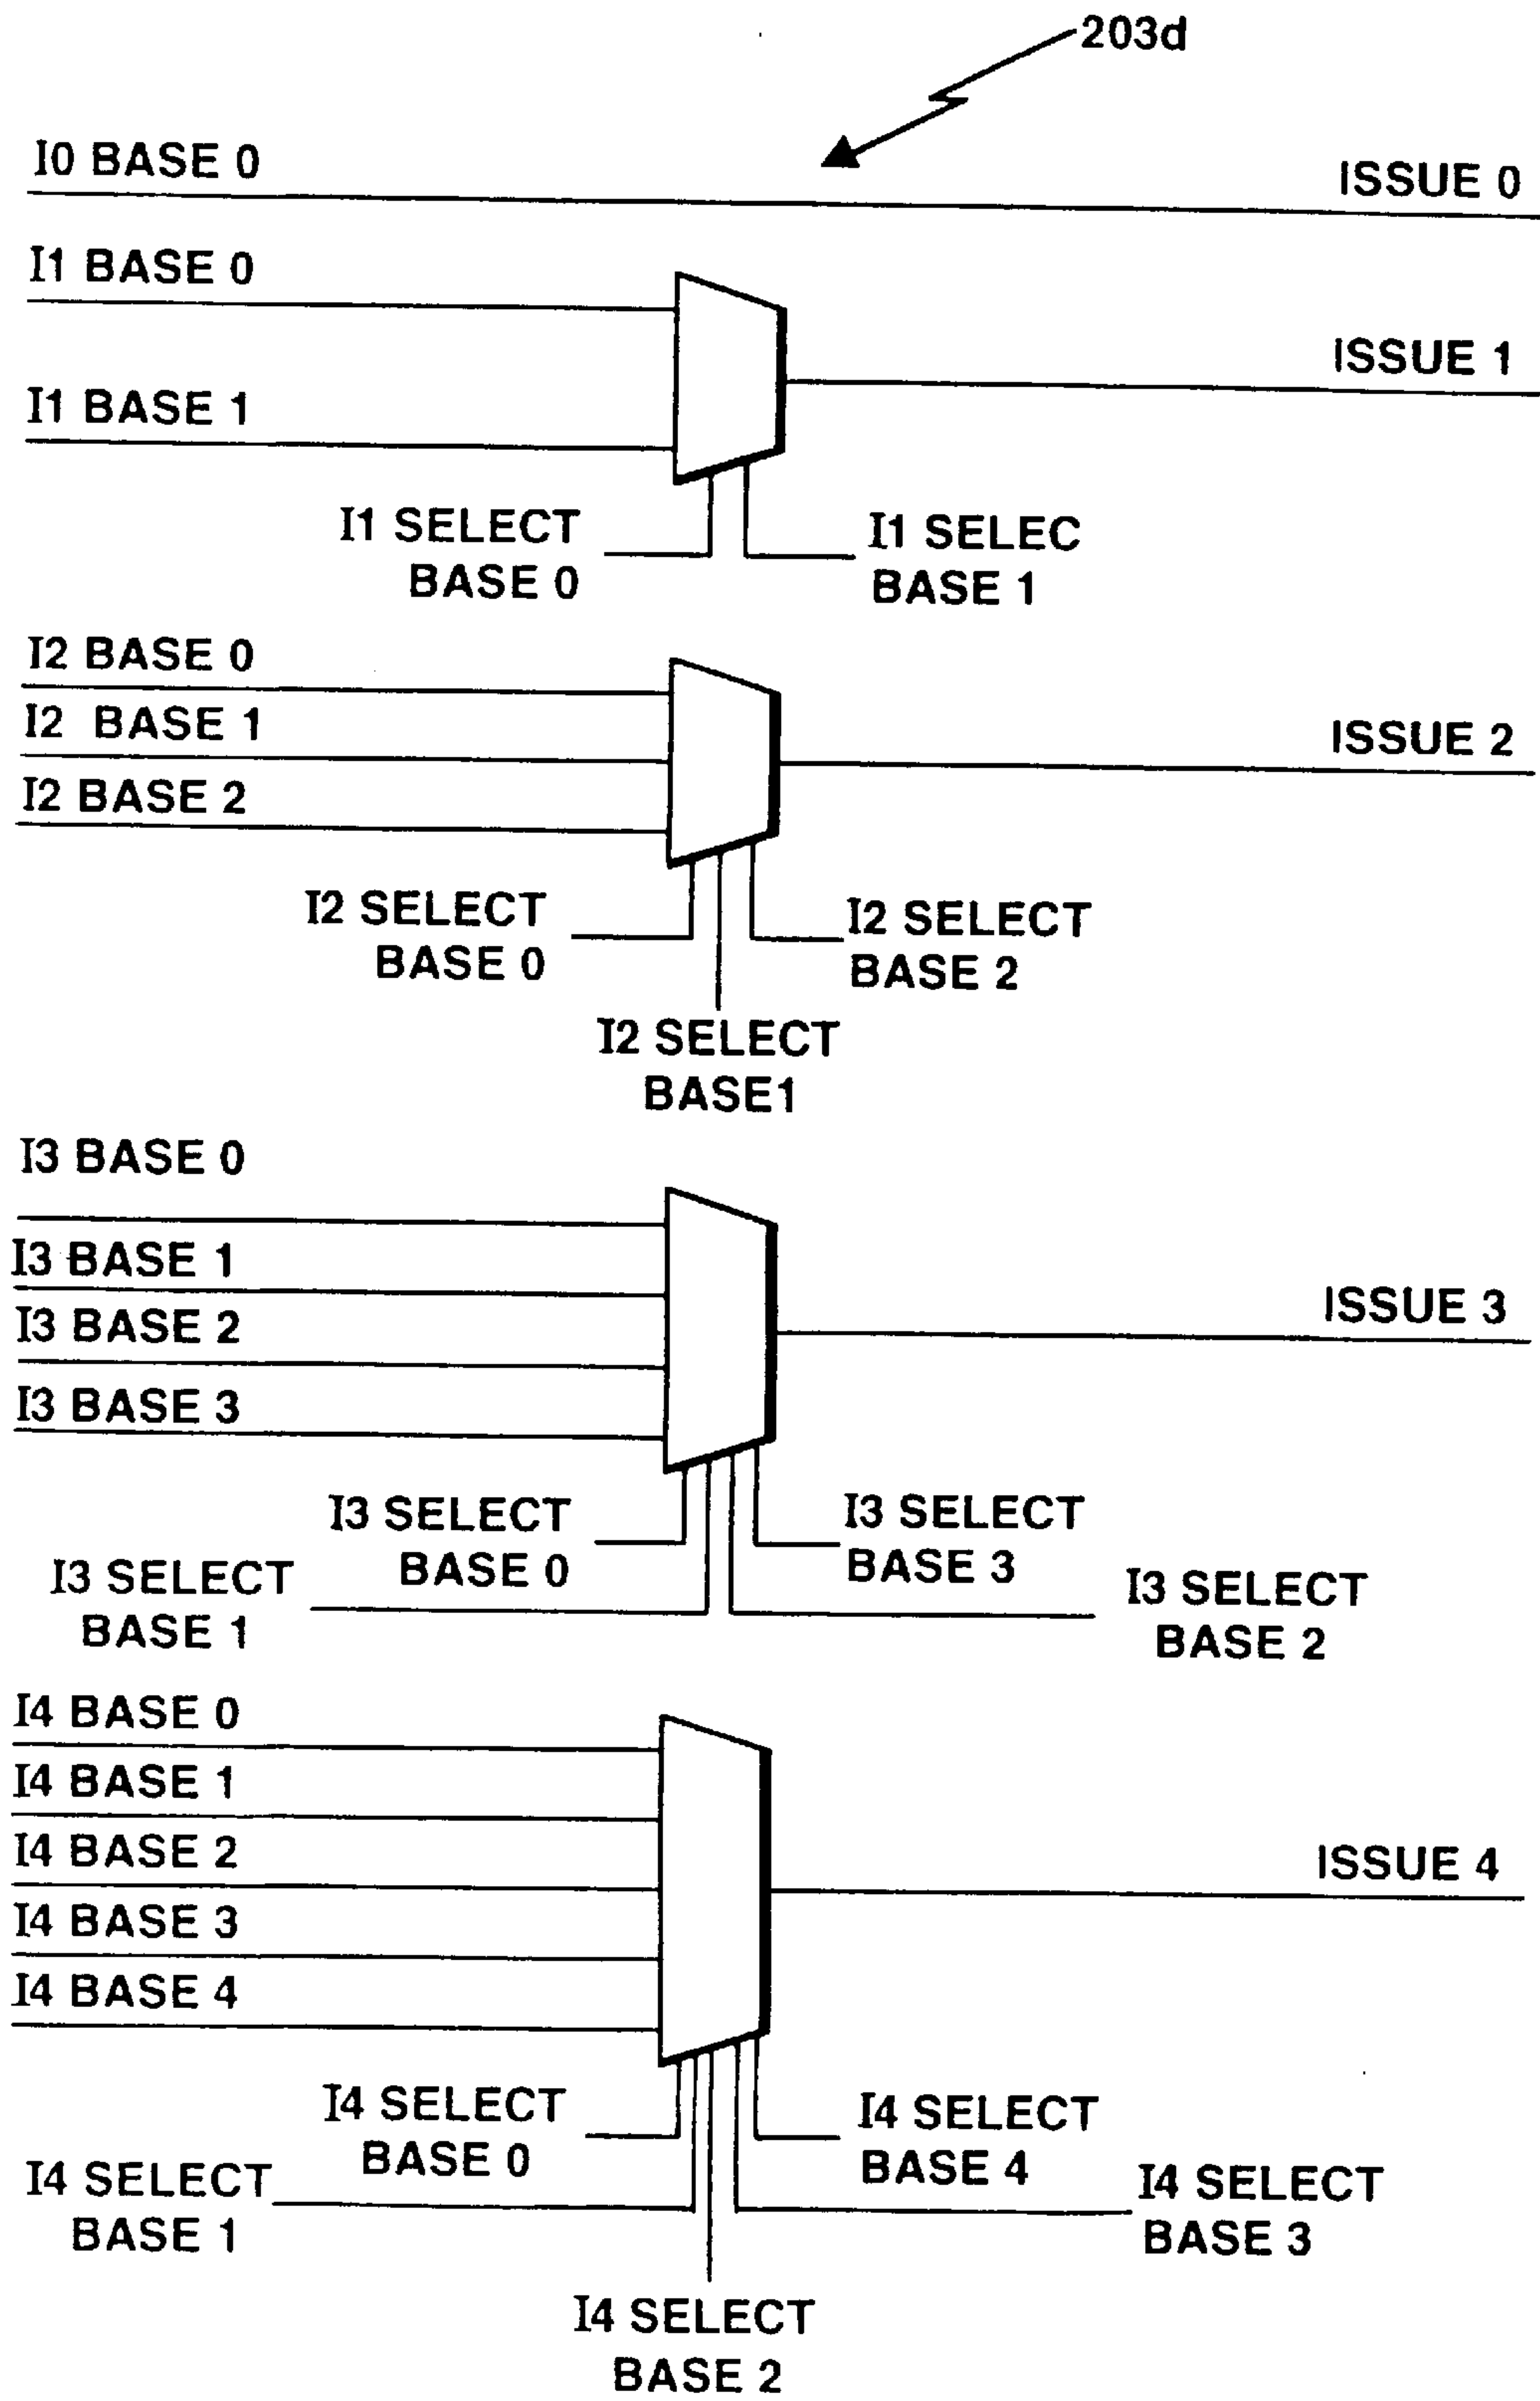 203d
I0 BASE 0
ISSUE 0
I1 BASE 0
ISSUE 1
I1 BASE 1
I1 SELECT
BASE 0
I1 SELEC
BASE 1
I2 BASE 0
I2 BASE 1
ISSUE 2
I2 BASE 2
I2 SELECT
BASE 0
I2 SELECT
BASE 2
I2 SELECT
BASE1
I3 BASE 0
I3 BASE 1
ISSUE 3
I3 BASE 2
I3 BASE 3
I3 SELECT
BASE 0
I3 SELECT
BASE 3
I3 SELECT
BASE 1
I3 SELECT
BASE 2
I4 BASE 0
I4 BASE 1
I4 BASE 2
ISSUE 4
I4 BASE 3
I4 BASE 4
I4 SELECT
BASE 0
I4 SELECT
BASE 4
I4 SELECT
BASE 1
I4 SELECT
BASE 3
I4 SELECT
BASE 2